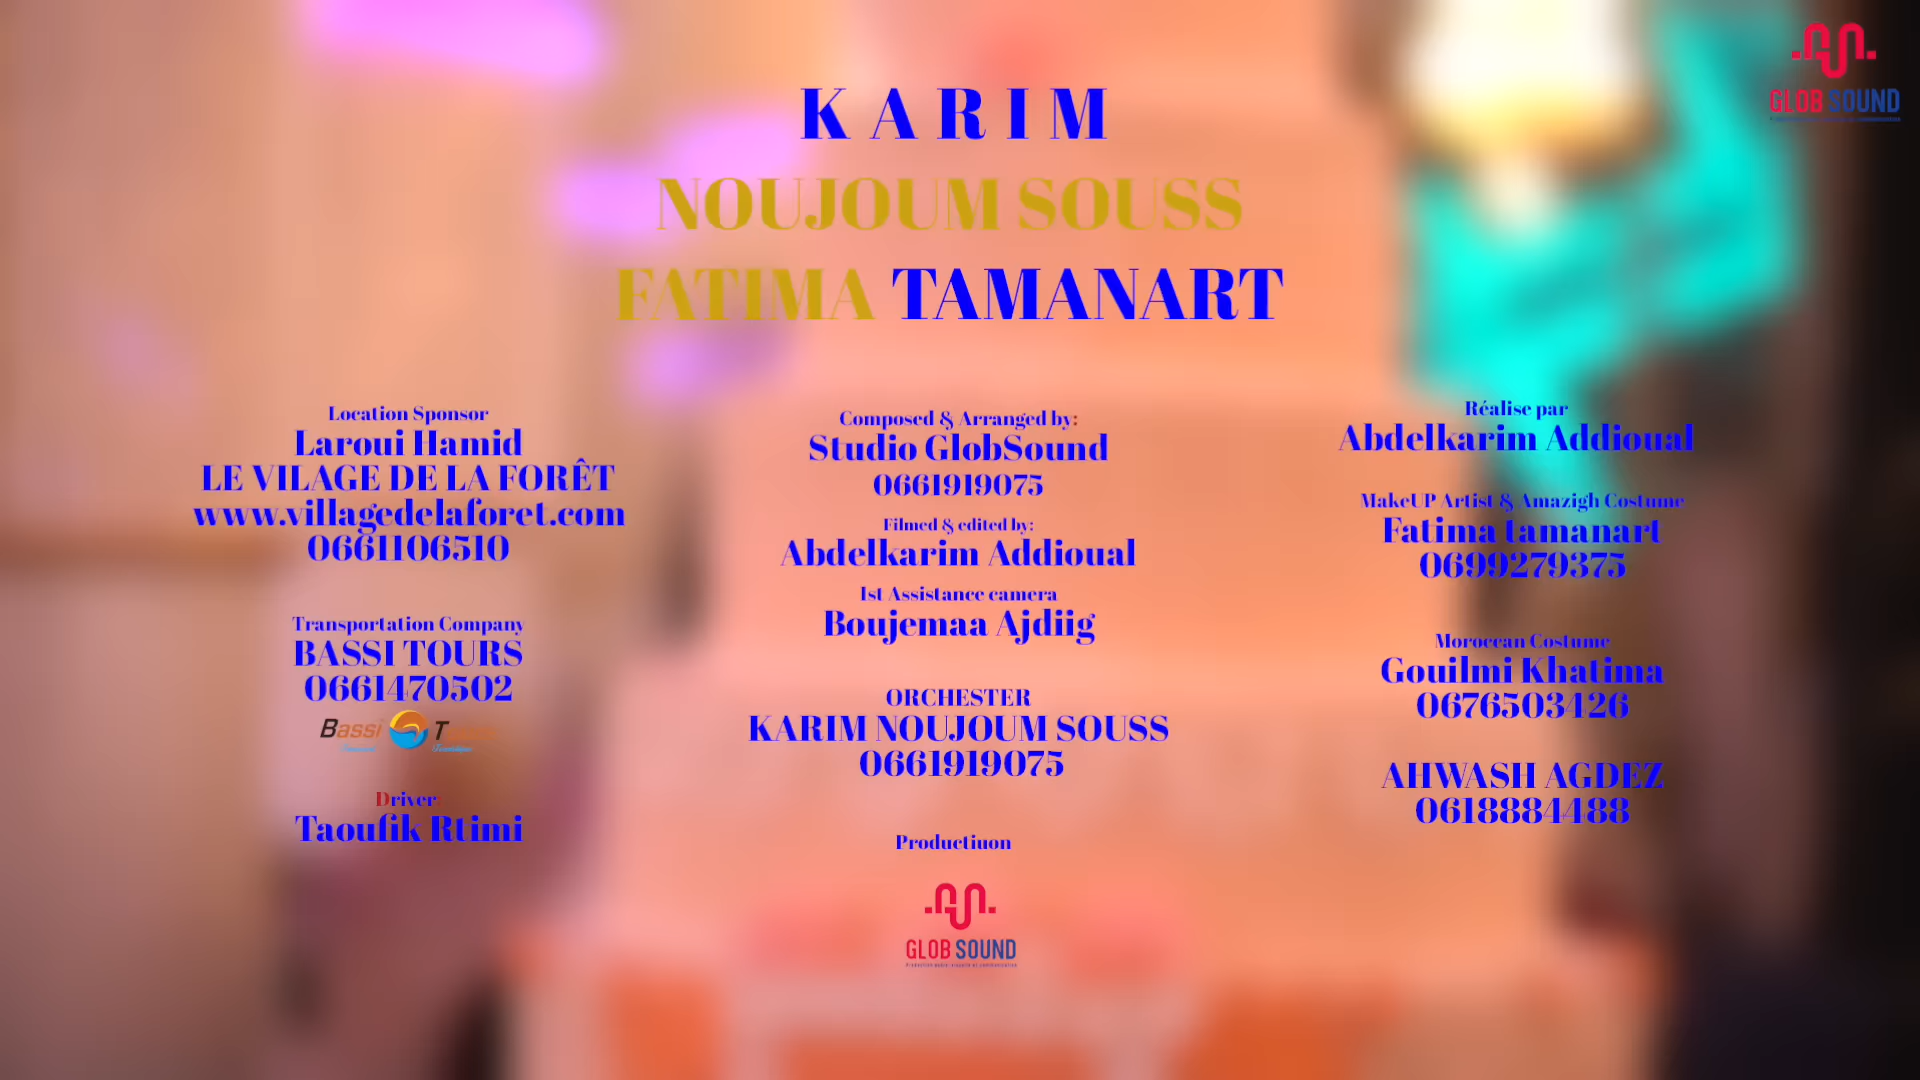 GLOB SOUND
KARIM
NOUJOUM SOUSS
FATIMA TAMANART
Location Sponsor
Laroui Hamid
LE VILAGE DE LA FORÊT
www.villagedelaforet.com
0661106510
Transportation Company
BASSI TOURS
0661470502
Bassi
Driver
Taoufik Rtimi
Composed & Arranged by:
Studio GlobSound
0661919075
Filmed & edited by:
Abdelkarim Addioual
1st Assistance camera
Boujemaa Ajdiig
ORCHESTER
KARIM NOUJOUM SOUSS
0661919075
Productiuon
GLOB SOUND
Réalise par
Abdelkarim Addioual
MakeUP Artist & Amazigh Costume
Fatima tamanart
0699279375
Moroccan Costume
Gouilmi Khatima
0676503426
AHWASH AGDEZ
0618884488